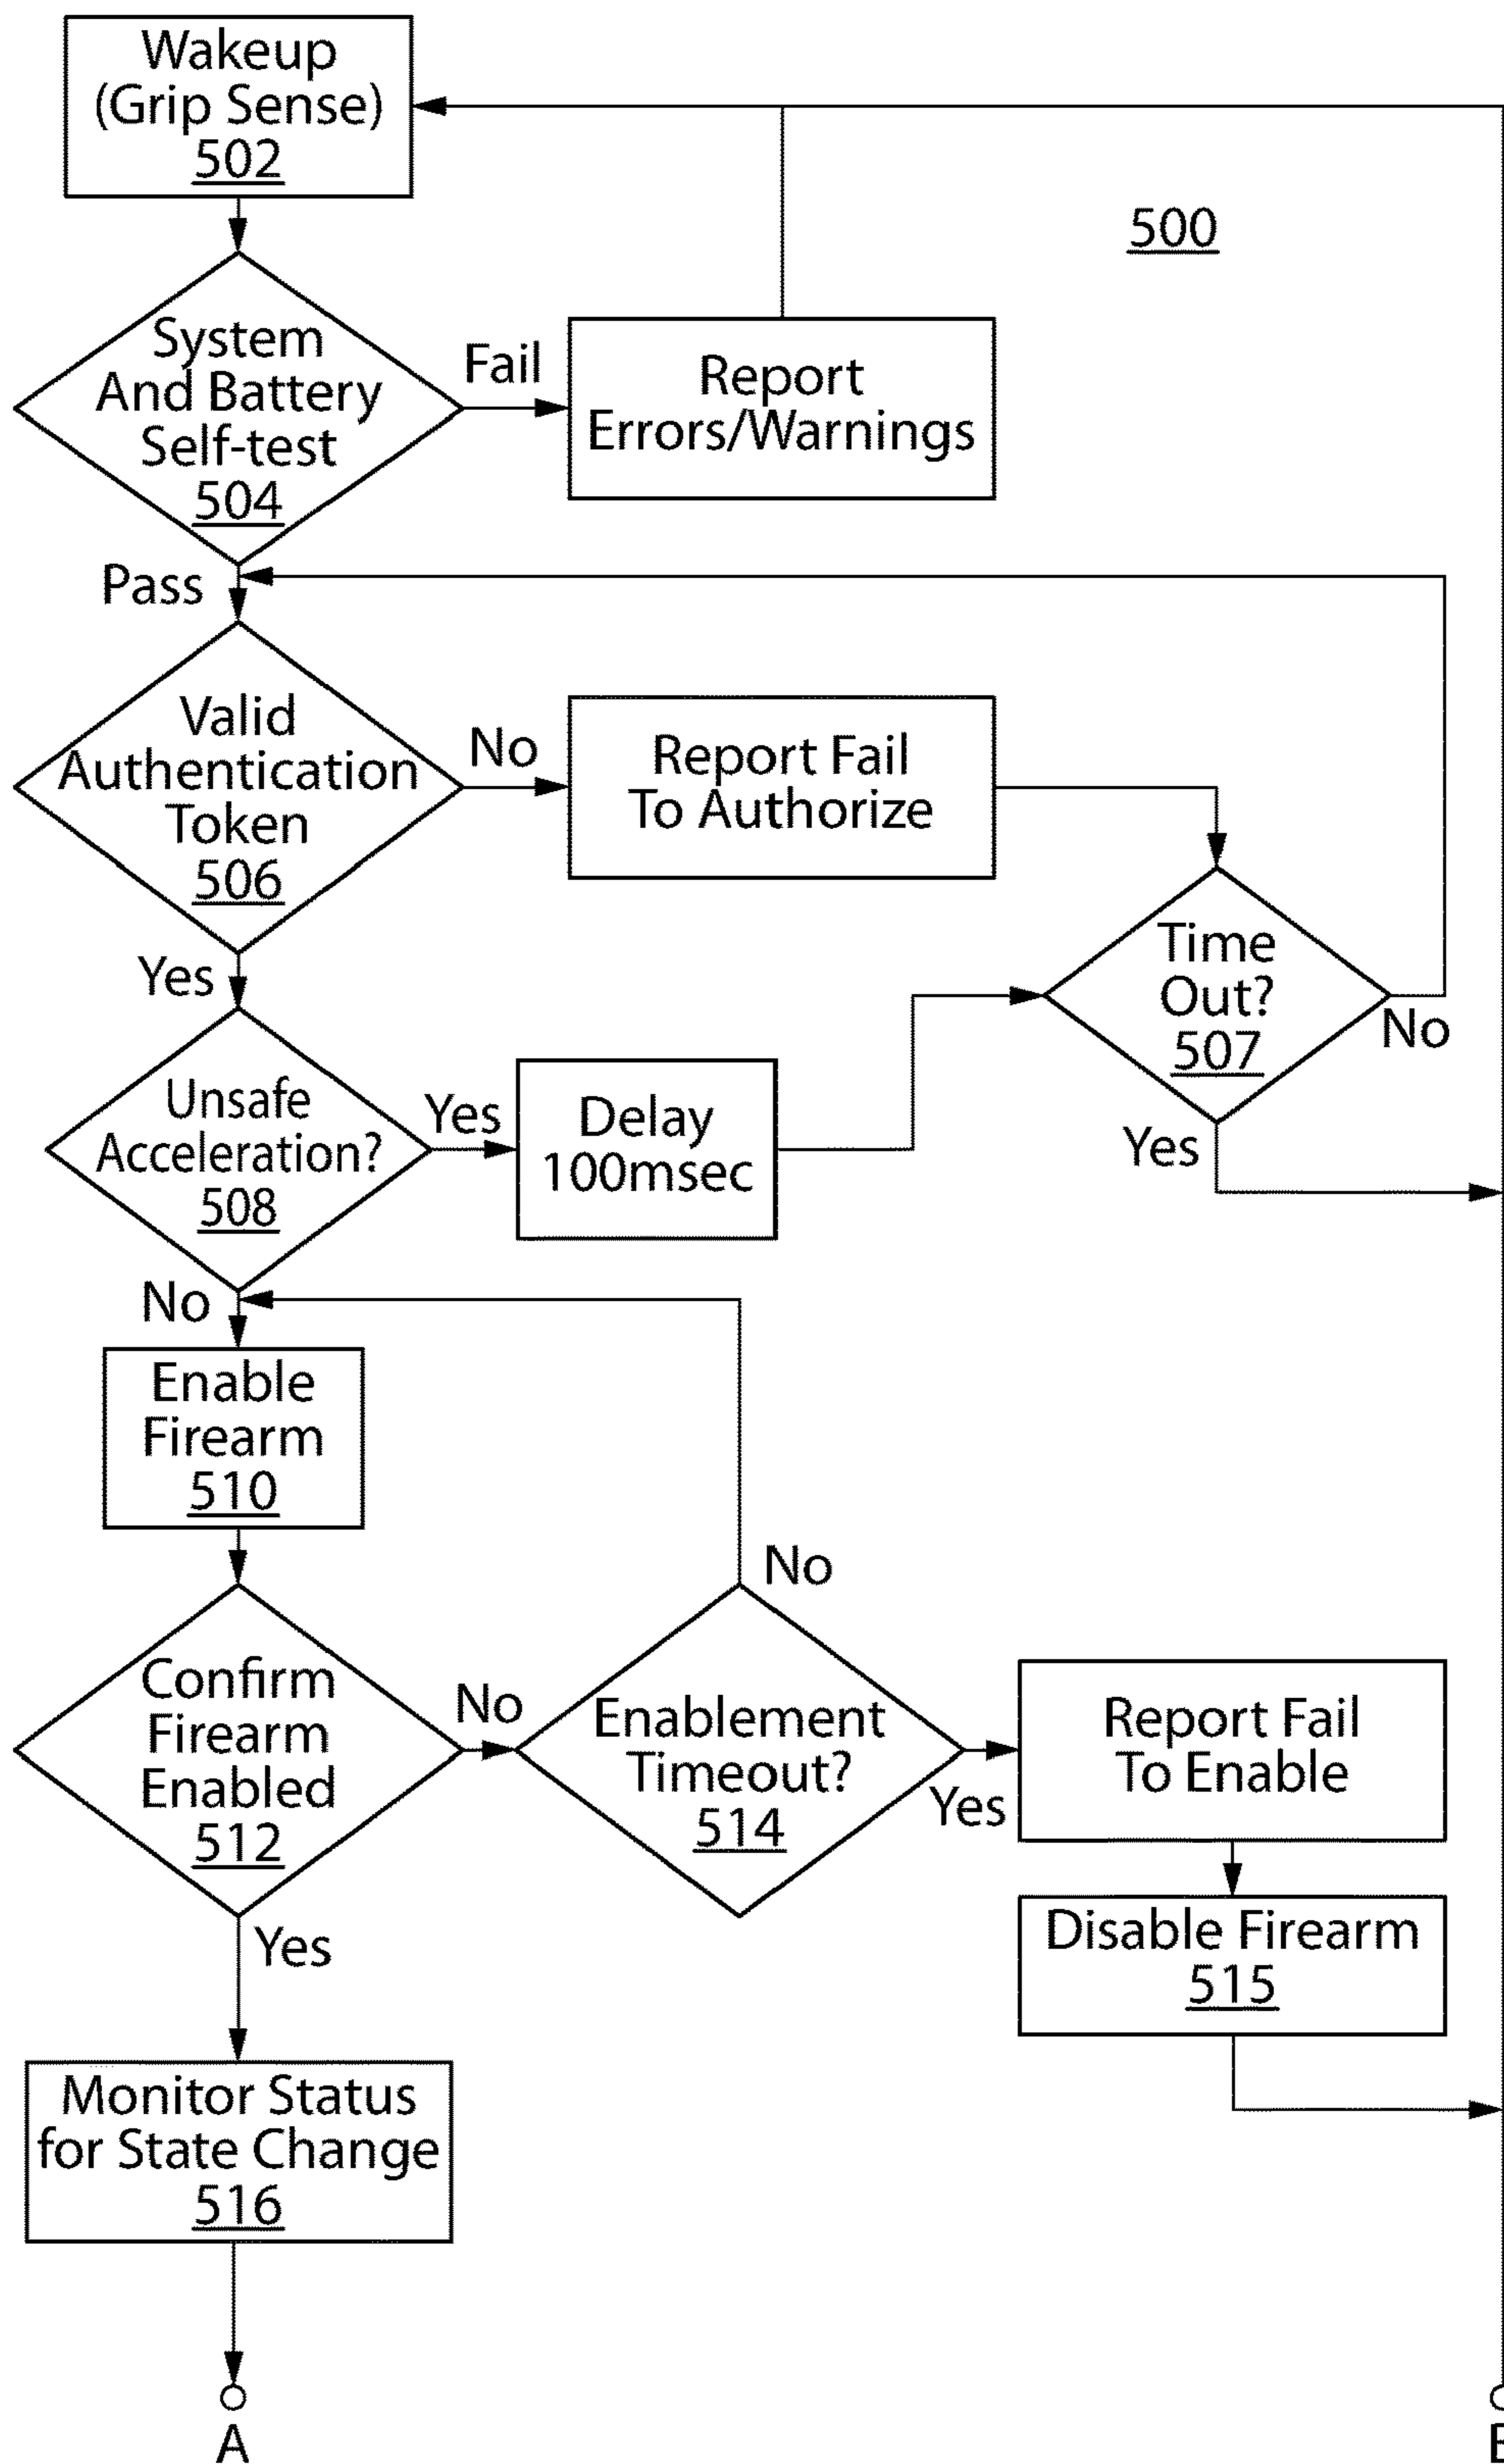 Wakeup
(Grip Sense)
502
500
System
And Battery
Self-test
504
Fail
Report
Errors/Warnings
Pass
Valid
Authentication
Token
506
No
Report Fail
To Authorize
Time
Out?
507
No
Yes
Yes
Unsafe
Acceleration?
508
Yes
Delay
100msec
No
Enable
Firearm
510
No
Confirm
Firearm
Enabled
512
No
Enablement
Timeout?
514
Yes
Report Fail
To Enable
Disable Firearm
515
Yes
Monitor Status
for State Change
516
A